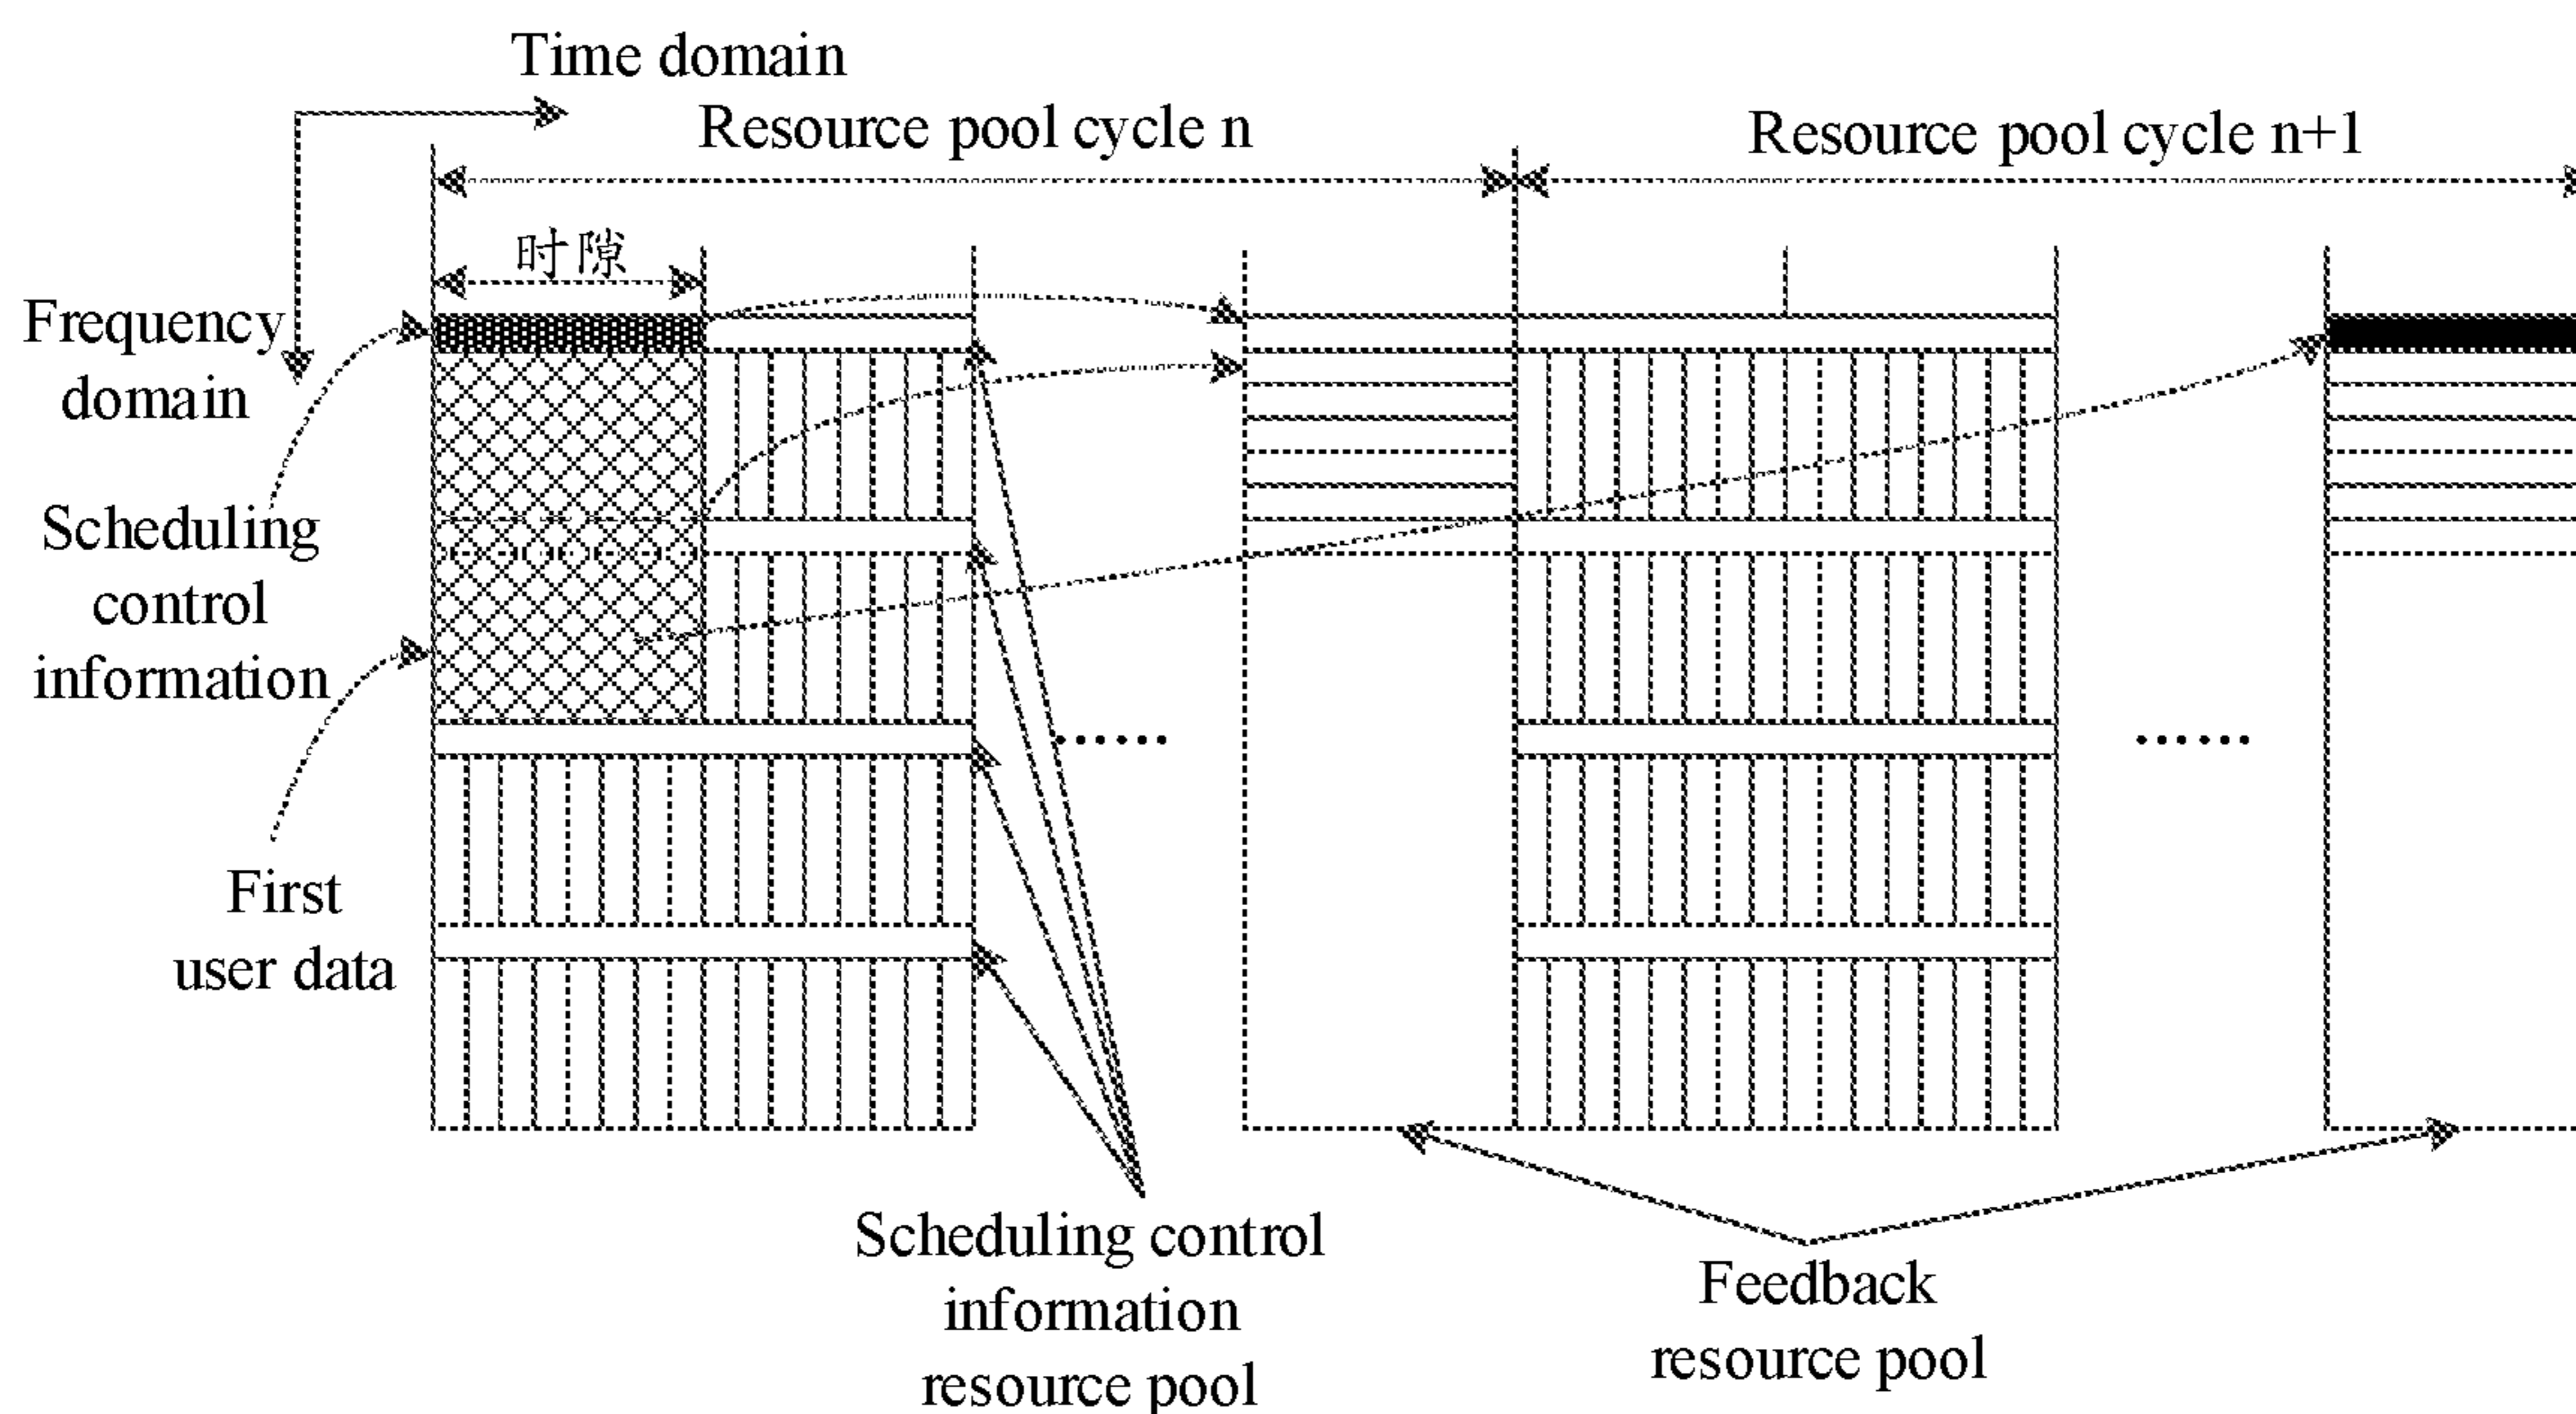 Time domain
Resource pool cycle n
Resource pool cycle n+1
时隙
Frequency
domain
Scheduling
control
information
First
user data
······
······
Scheduling control
information
resource pool
Feedback
resource pool